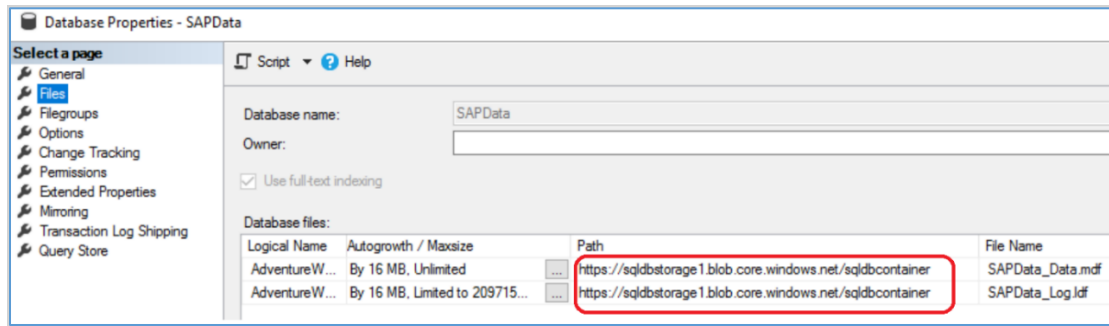 Database Properties - SAPData
Select a page
General
Files
Filegroups
Options
Change Tracking
Permissions
Extended Properties
Mirroring
Transaction Log Shipping
Query Store
Script ? Help
Database name: SAPData
Owner:
Use full-text indexing
Database files:
Logical Name Autogrowth / Maxsize Path File Name
AdventureW... By 16 MB, Unlimited ... https://sqldbstorage1.blob.core.windows.net/sqldbcontainer SAPData_Data.mdf
AdventureW... By 16 MB, Limited to 209715... ... https://sqldbstorage1.blob.core.windows.net/sqldbcontainer SAPData_Log.ldf